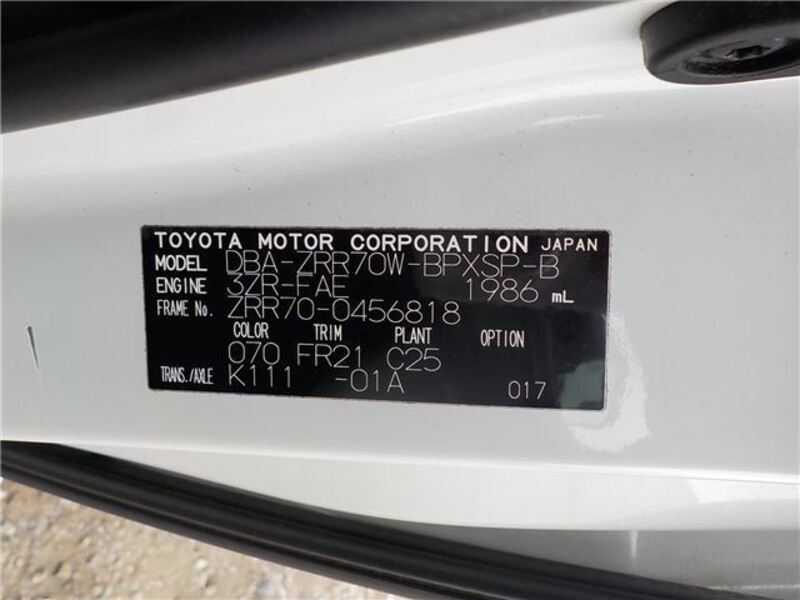 TOYOTA MOTOR CORPORATION JAPAN
MODEL DBA-ZRR70W-BPXSP-B
ENGINE 3ZR-FAE 1986 mL
FRAME No. ZRR70-0456818
COLOR TRIM PLANT OPTION
070 FR21 C25
TRANS./AXLE K111 -01A 017